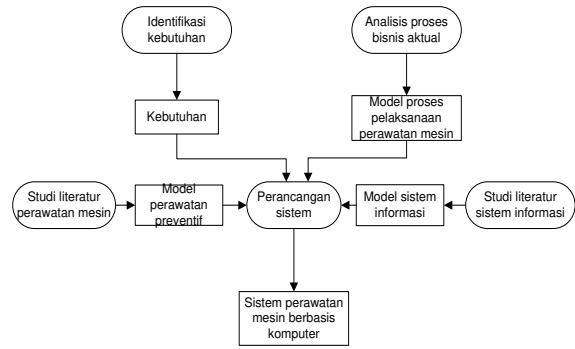 Identifikasi
kebutuhan
Analisis proses
bisnis aktual
Kebutuhan
Model proses
pelaksanaan
perawatan mesin
Studi literatur
perawatan mesin
Model
perawatan
preventif
Perancangan
sistem
Model sistem
informasi
Studi literatur
sistem informasi
Sistem perawatan
mesin berbasis
komputer